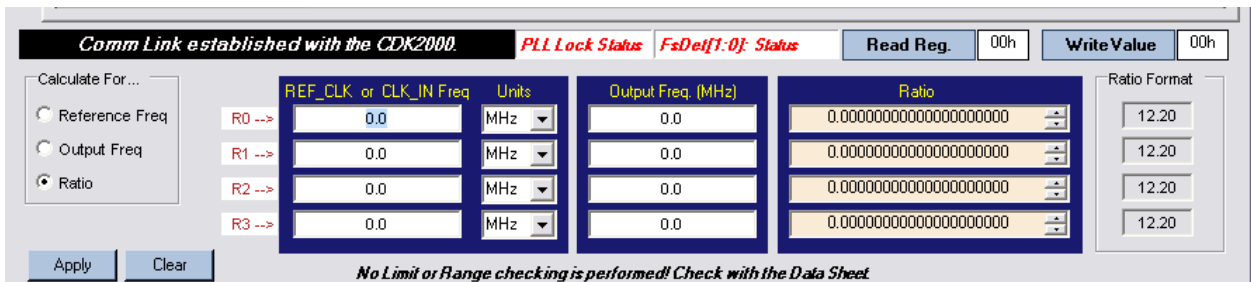 Comm Link established with the CDK2000. PLL Lock Status FsDet[1:0]: Status Read Reg. 00h Write Value 00h
Calculate For... Ratio Format
REF_CLK or CLK_IN Freq Units Output Freq. (MHz) Ratio
Reference Freq R0 --> 0.0 MHz 0.0 0.00000000000000000000 12.20
Output Freq R1 --> 0.0 MHz 0.0 0.00000000000000000000 12.20
Ratio R2 --> 0.0 MHz 0.0 0.00000000000000000000 12.20
R3 --> 0.0 MHz 0.0 0.00000000000000000000 12.20
Apply Clear No Limit or Range checking is performed! Check with the Data Sheet